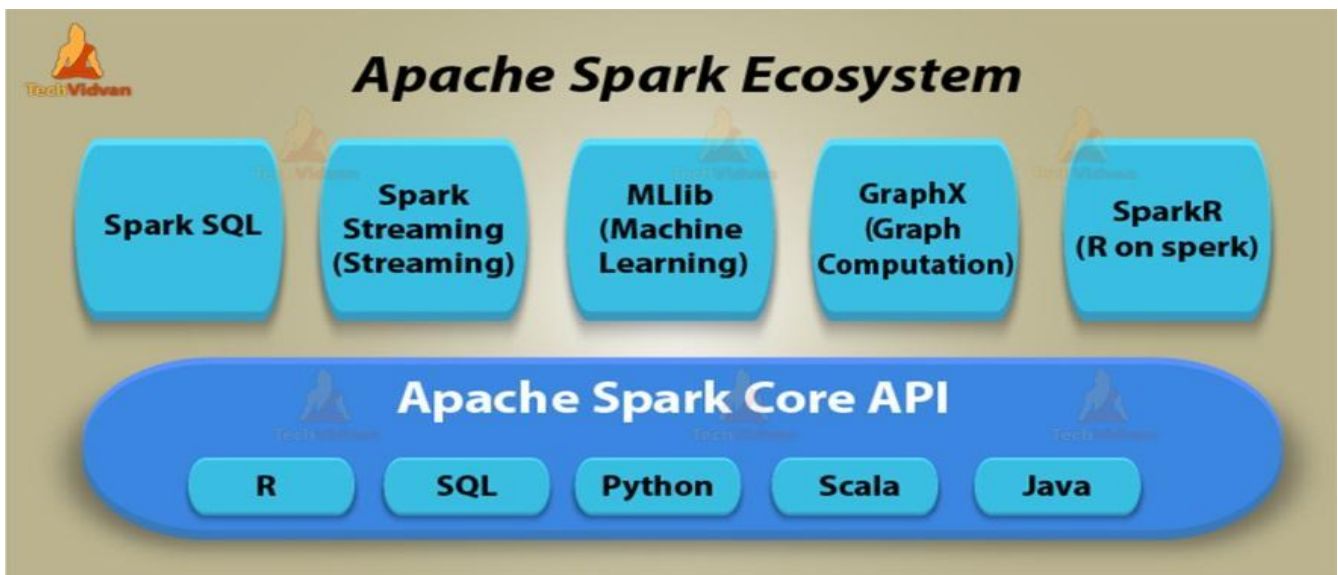 TechVidvan
Apache Spark Ecosystem
Spark SQL
Spark
Streaming
(Streaming)
MLlib
(Machine
Learning)
GraphX
(Graph
Computation)
SparkR
(R on sperk)
Apache Spark Core API
R
SQL
Python
Scala
Java